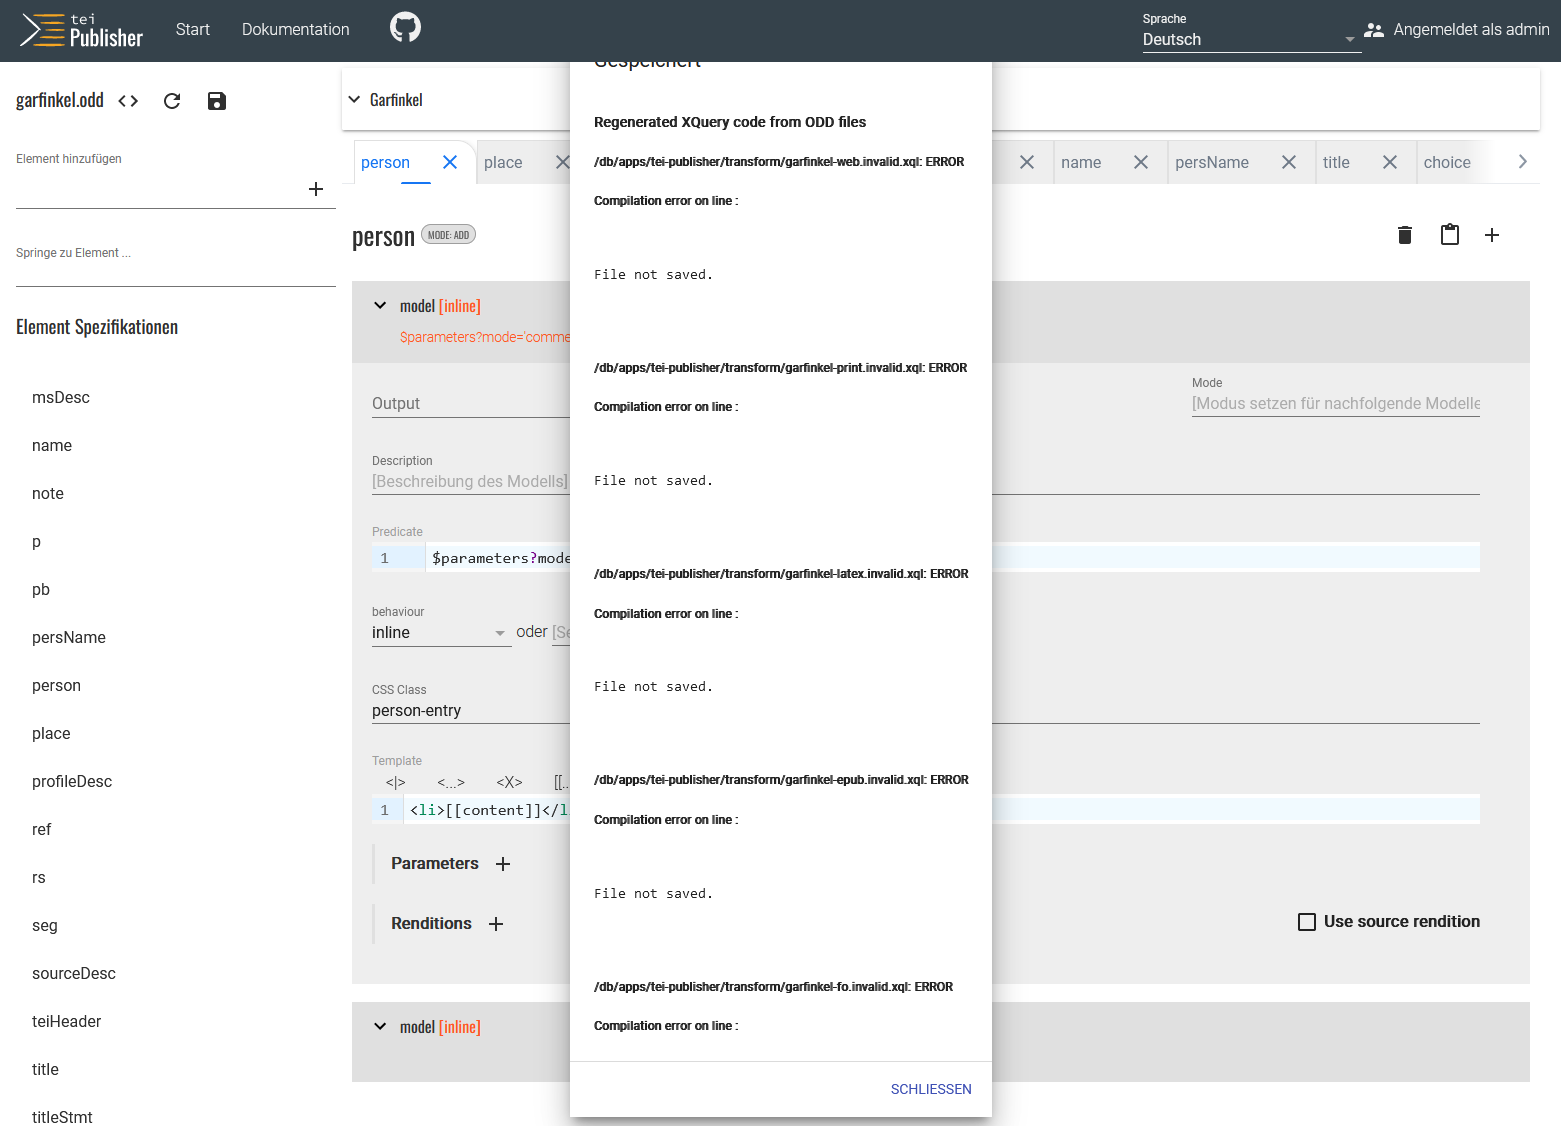 tei
Publisher
Start
Dokumentation
Sprache
Deutsch
Angemeldet als admin
garfinkel.odd
Element hinzufügen
Springe zu Element ...
Element Spezifikationen
msDesc
name
note
p
pb
persName
person
place
profileDesc
ref
rs
seg
sourceDesc
teiHeader
title
titleStmt
Garfinkel
person
place
name
persName
title
choice
person
MODE: ADD
model [inline]
$parameters?mode='comme
Output
Mode
[Modus setzen für nachfolgende Modelle
Description
[Beschreibung des Modells]
Predicate
1 $parameters?mode
behaviour
inline
oder [Se
CSS Class
person-entry
Template
<|> <...> <X> [[...
1 <li>[[content]]</l
Parameters
Renditions
Use source rendition
model [inline]
Gespeichert
Regenerated XQuery code from ODD files
/db/apps/tei-publisher/transform/garfinkel-web.invalid.xql: ERROR
Compilation error on line :
File not saved.
/db/apps/tei-publisher/transform/garfinkel-print.invalid.xql: ERROR
Compilation error on line :
File not saved.
/db/apps/tei-publisher/transform/garfinkel-latex.invalid.xql: ERROR
Compilation error on line :
File not saved.
/db/apps/tei-publisher/transform/garfinkel-epub.invalid.xql: ERROR
Compilation error on line :
File not saved.
/db/apps/tei-publisher/transform/garfinkel-fo.invalid.xql: ERROR
Compilation error on line :
SCHLIESSEN